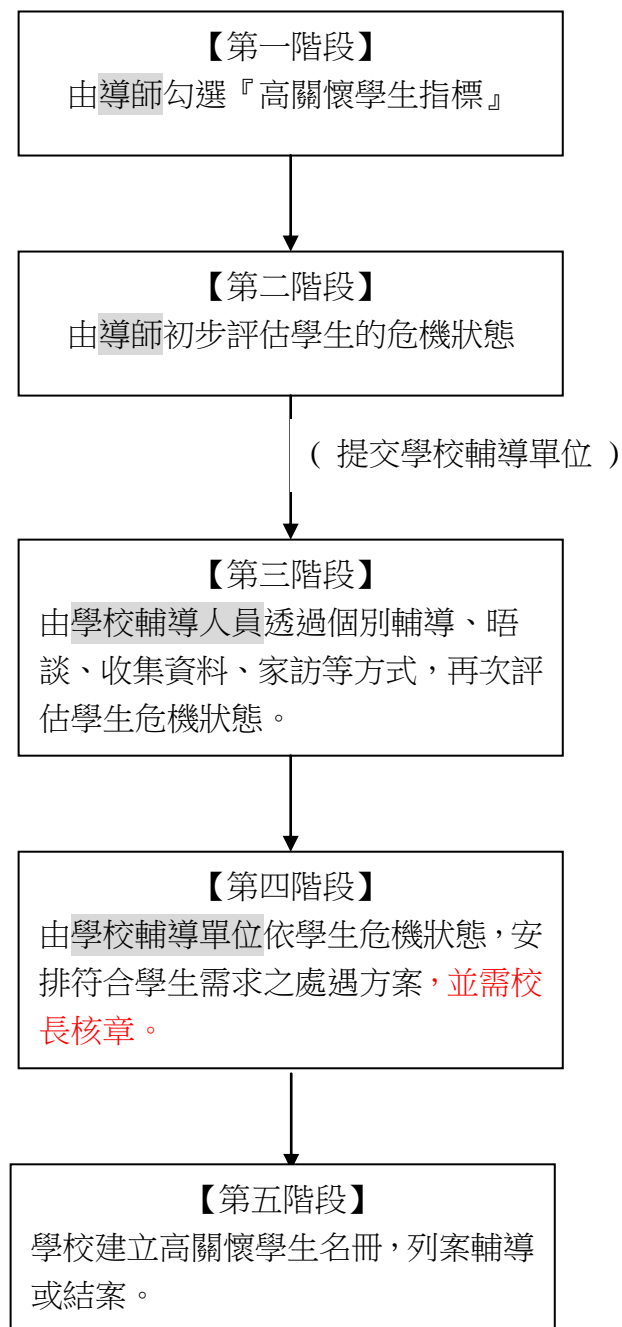 【第一階段】
由導師勾選『高關懷學生指標』
【第二階段】
由導師初步評估學生的危機狀態
( 提交學校輔導單位 )
【第三階段】
由學校輔導人員透過個別輔導、晤
談、收集資料、家訪等方式，再次評
估學生危機狀態。
【第四階段】
由學校輔導單位依學生危機狀態，安
排符合學生需求之處遇方案，並需校
長核章。
【第五階段】
學校建立高關懷學生名冊，列案輔導
或結案。